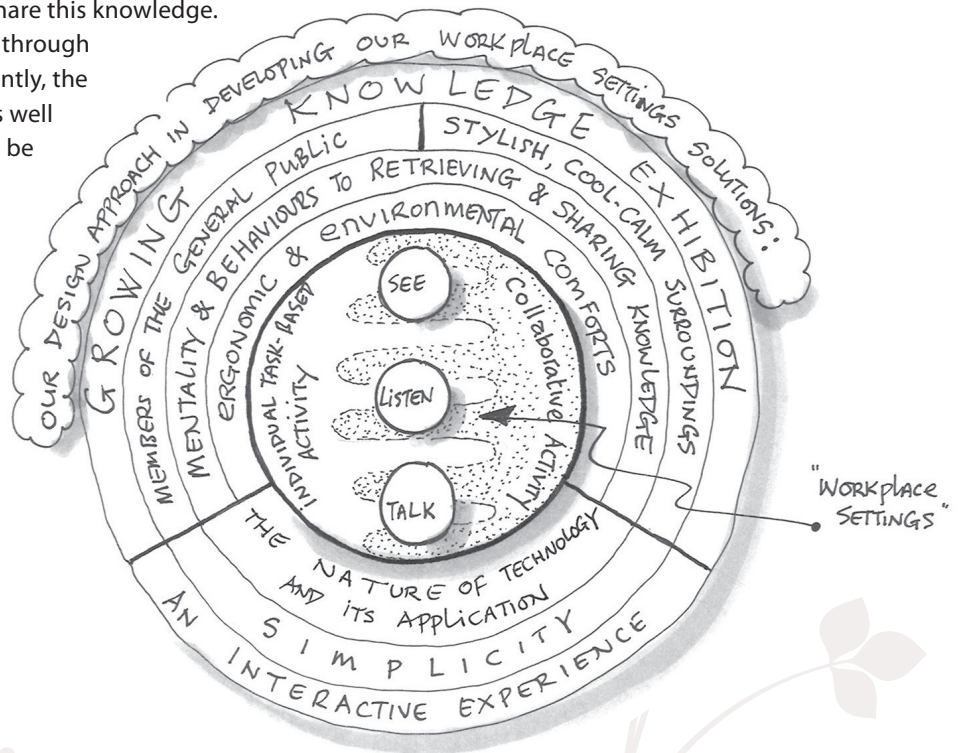 hare this knowledge.
through
ntly, the
s well
be
OUR DESIGN APPROACH IN DEVELOPING OUR WORKPLACE SETTINGS SOLUTIONS:
GROWING KNOWLEDGE EXHIBITION
MEMBERS OF THE GENERAL PUBLIC
STYLISH, COOL.CALM SURROUNDINGS
MENTALITY & BEHAVIOURS TO RETRIEVING & SHARING KNOWLEDGE
ERGONOMIC & ENVIRONMENTAL COMFORTS
INDIVIDUAL TASK-BASED
ACTIVITY
Collaborative Activity
SEE
LISTEN
TALK
"WORKplace
SETTINGS"
THE NATURE OF TECHNOLOGY
AND ITS APPLICATION
SIMPLICITY
AN INTERACTIVE EXPERIENCE